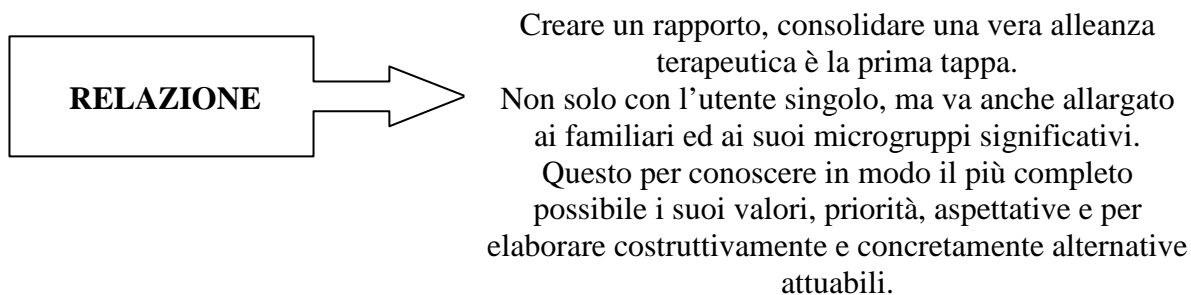 RELAZIONE
Creare un rapporto, consolidare una vera alleanza
terapeutica è la prima tappa.
Non solo con l’utente singolo, ma va anche allargato
ai familiari ed ai suoi microgruppi significativi.
Questo per conoscere in modo il più completo
possibile i suoi valori, priorità, aspettative e per
elaborare costruttivamente e concretamente alternative
attuabili.